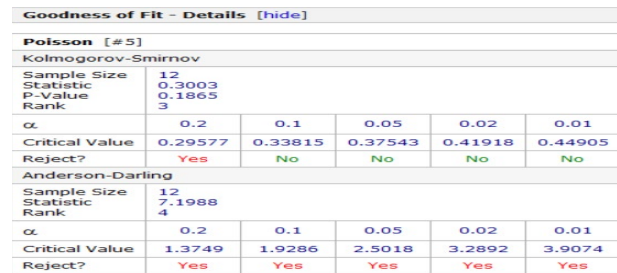 Goodness of Fit - Details [hide]
Poisson [#5]
Kolmogorov-Smirnov
Sample Size 12
Statistic 0.3003
P-Value 0.1865
Rank 3
α 0.2 0.1 0.05 0.02 0.01
Critical Value 0.29577 0.33815 0.37543 0.41918 0.44905
Reject? Yes No No No No
Anderson-Darling
Sample Size 12
Statistic 7.1988
Rank 4
α 0.2 0.1 0.05 0.02 0.01
Critical Value 1.3749 1.9286 2.5018 3.2892 3.9074
Reject? Yes Yes Yes Yes Yes